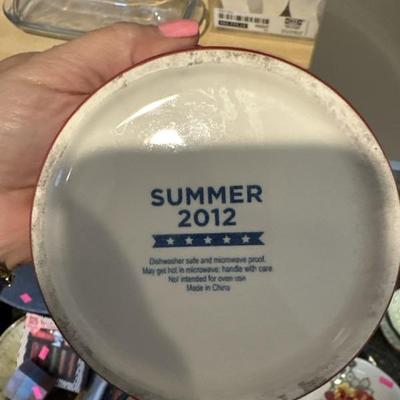 SUMMER
2012
Dishwasher safe and microwave proof.
May get hot in microwave; handle with care.
Not intended for oven use
Made in China